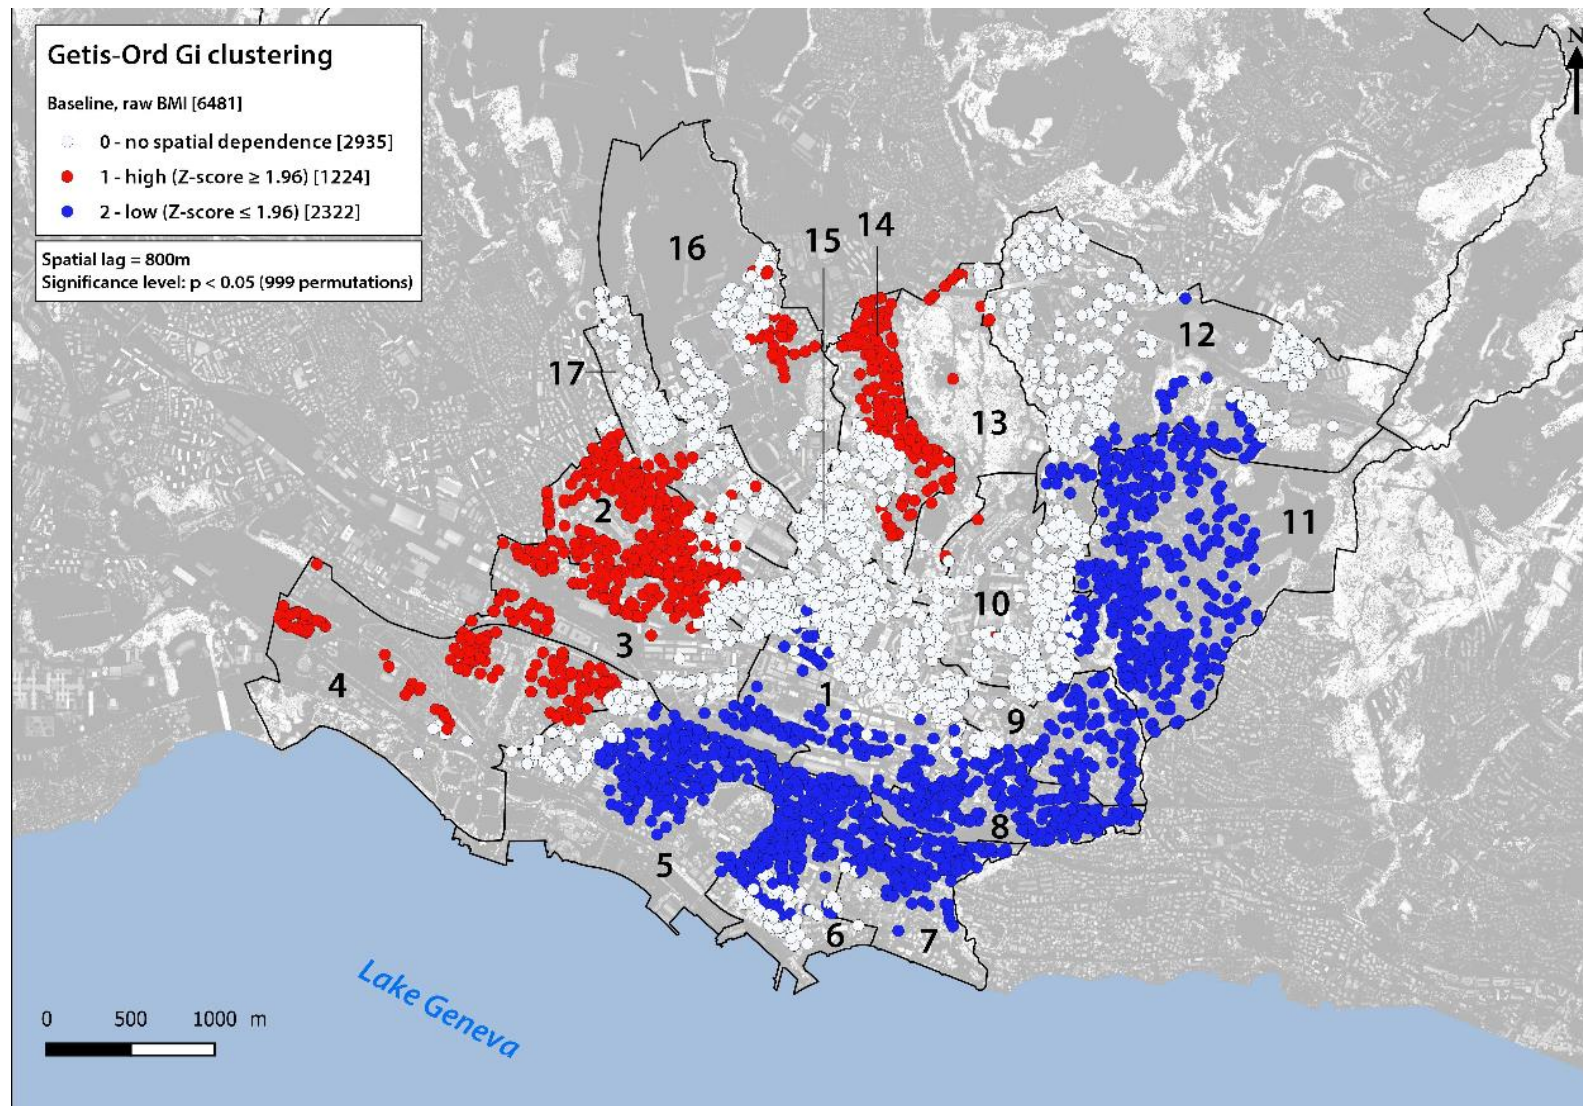 Getis-Ord Gi clustering
Baseline, raw BMI [6481]
0 - no spatial dependence [2935]
1 - high (Z-score ≥ 1.96) [1224]
2 - low (Z-score ≤ 1.96) [2322]
Spatial lag = 800m
Significance level: p < 0.05 (999 permutations)
N
16
15
14
12
17
13
2
11
10
3
4
1
9
8
5
6
7
Lake Geneva
0 500 1000 m